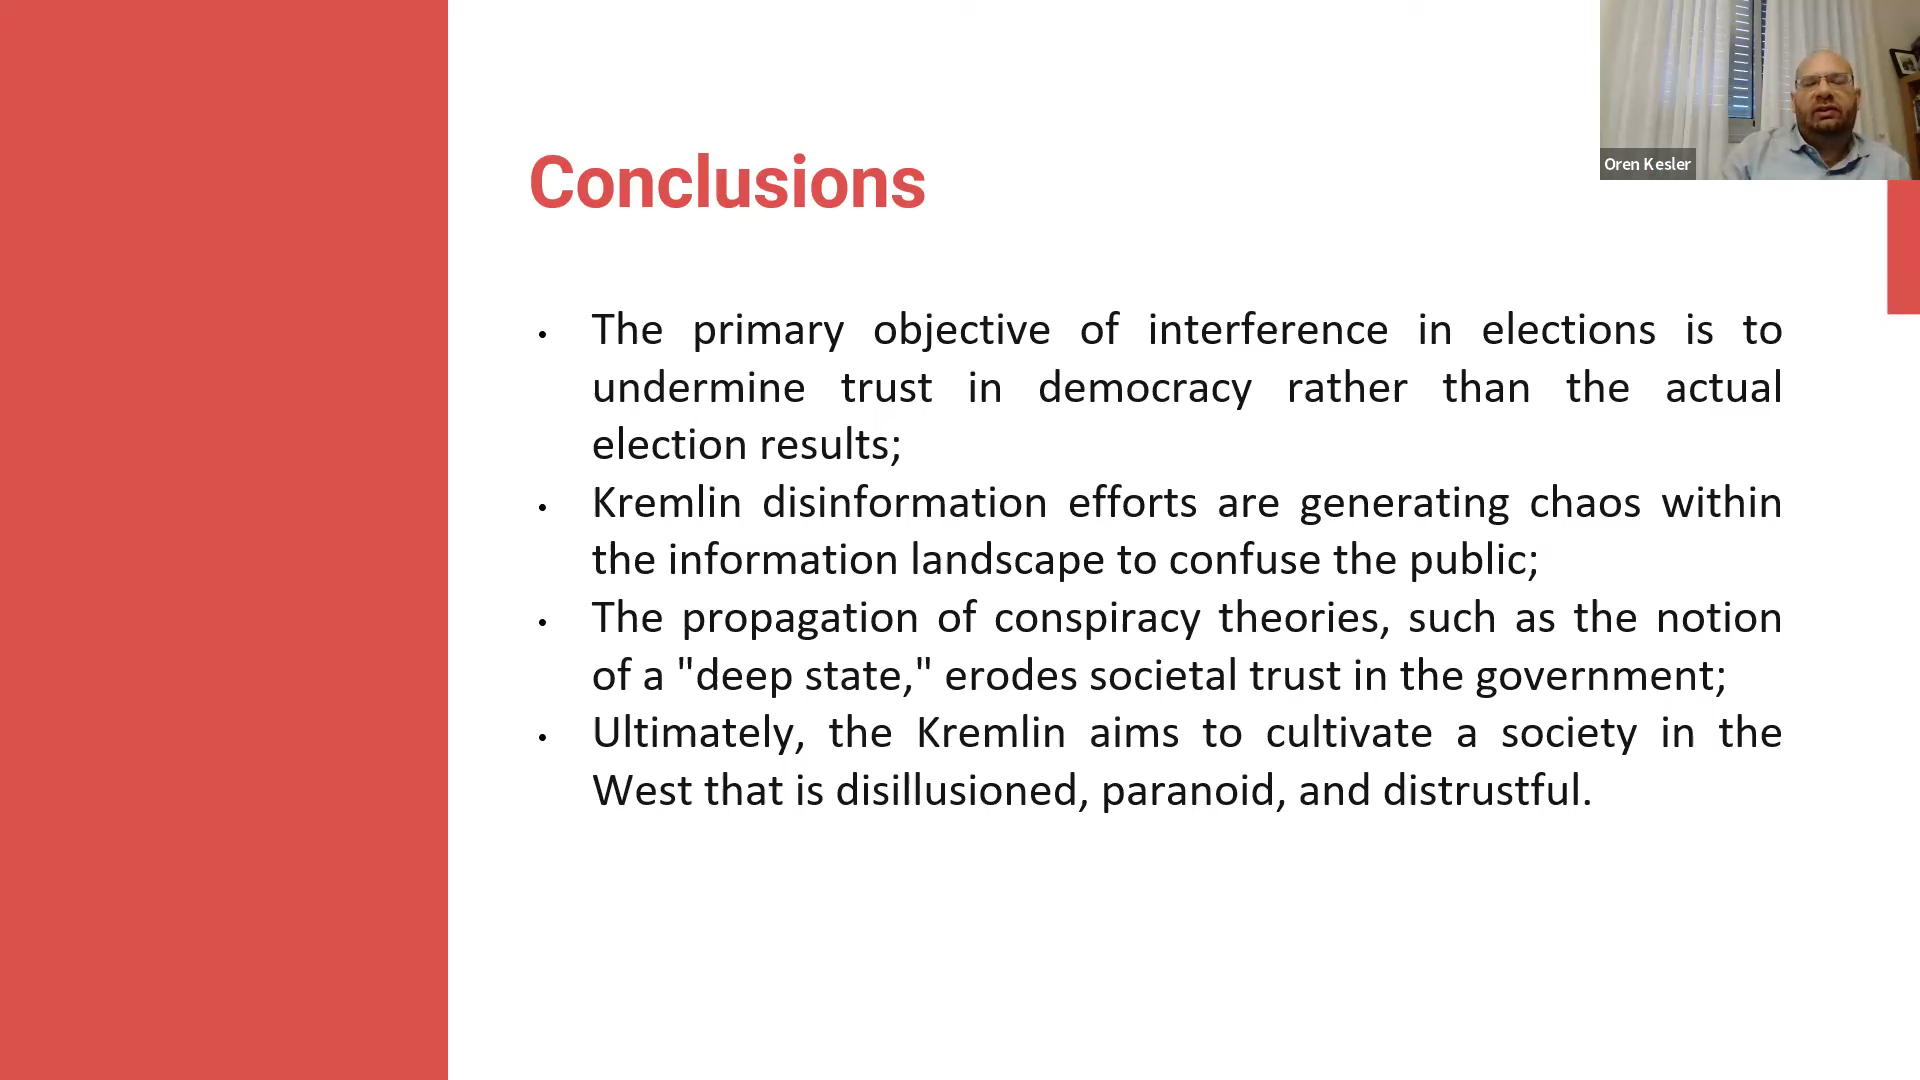 Oren Kesler
Conclusions
• The primary objective of interference in elections is to
undermine trust in democracy rather than the actual
election results;
• Kremlin disinformation efforts are generating chaos within
the information landscape to confuse the public;
• The propagation of conspiracy theories, such as the notion
of a "deep state," erodes societal trust in the government;
• Ultimately, the Kremlin aims to cultivate a society in the
West that is disillusioned, paranoid, and distrustful.